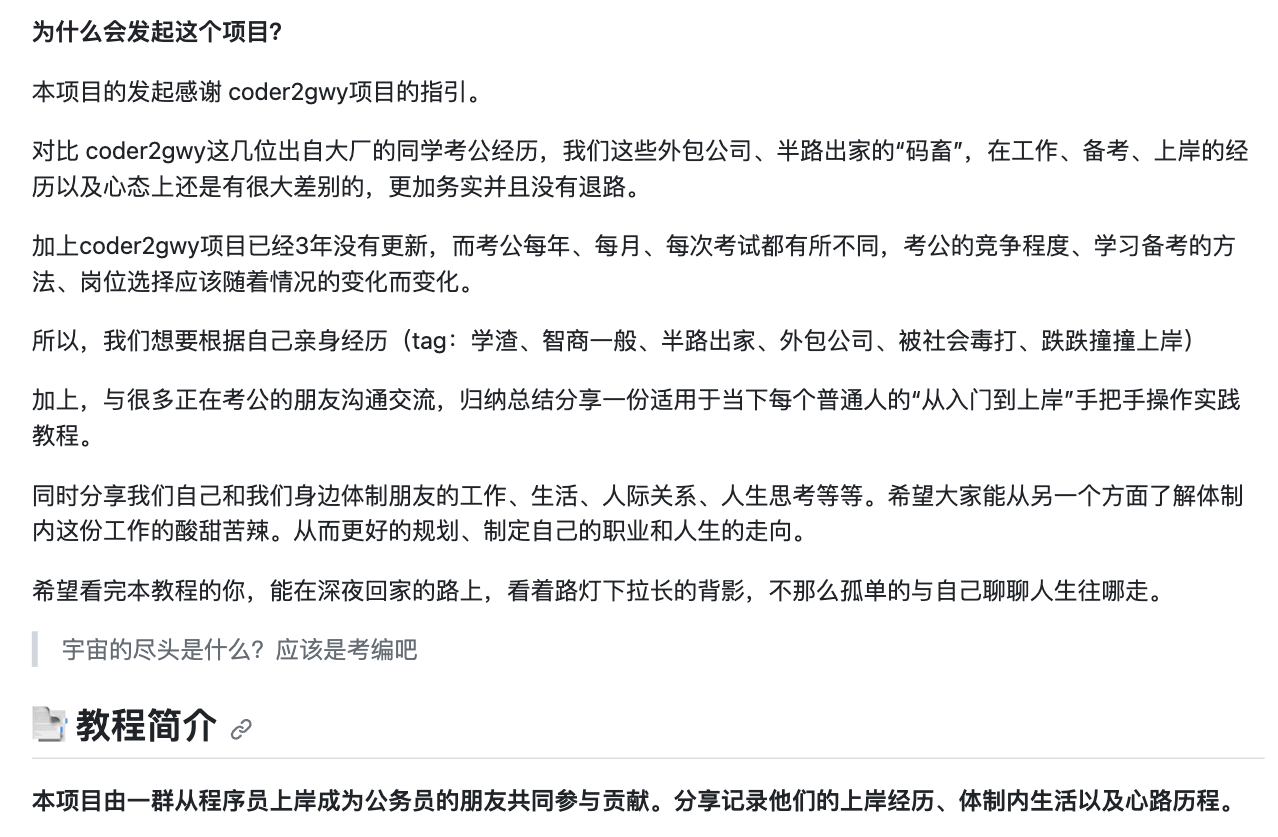 为什么会发起这个项目?
本项目的发起感谢 coder2gwy项目的指引。
对比 coder2gwy这几位出自大厂的同学考公经历，我们这些外包公司、半路出家的“码畜”，在工作、备考、上岸的经
历以及心态上还是有很大差别的，更加务实并且没有退路。
加上coder2gwy项目已经3年没有更新，而考公每年、每月、每次考试都有所不同，考公的竞争程度、学习备考的方
法、岗位选择应该随着情况的变化而变化。
所以，我们想要根据自己亲身经历（tag：学渣、智商一般、半路出家、外包公司、被社会毒打、跌跌撞撞上岸）
加上，与很多正在考公的朋友沟通交流，归纳总结分享一份适用于当下每个普通人的“从入门到上岸”手把手操作实践
教程。
同时分享我们自己和我们身边体制朋友的工作、生活、人际关系、人生思考等等。希望大家能从另一个方面了解体制
内这份工作的酸甜苦辣。从而更好的规划、制定自己的职业和人生的走向。
希望看完本教程的你，能在深夜回家的路上，看着路灯下拉长的背影，不那么孤单的与自己聊聊人生往哪走。
宇宙的尽头是什么？应该是考编吧
教程简介
本项目由一群从程序员上岸成为公务员的朋友共同参与贡献。分享记录他们的上岸经历、体制内生活以及心路历程。